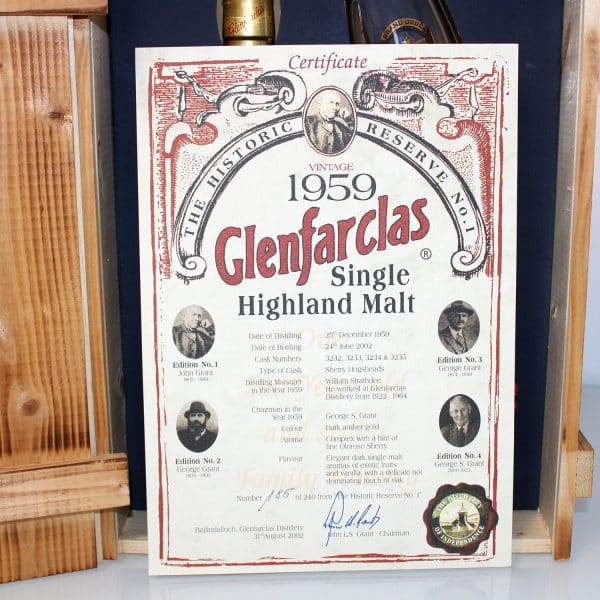 Certificate
THE HISTORIC RESERVE No.1
VINTAGE
1959
Glenfarclas ®
Single
Highland Malt
Date of Distilling 25th December 1959
Date of Bottling 24th June 2002
Cask Numbers 3232, 3233, 3234 & 3235
Type of Cask Sherry Hogsheads
Distilling Manager William Strathdee
in the Year 1959 He worked at Glenfarclas
Distillery from 1922 - 1964
Chairman in the
Year 1959 George S. Grant
Colour Dark amber gold
Aroma Complex with a hint of
fine Oloroso Sherry.
Flavour Elegant dark single malt,
aromas of exotic fruits
and vanilla, with a delicate not
dominating touch of oak.
Edition No. 1
John Grant
Edition No. 2
George Grant
Edition No. 3
George Grant
Edition No. 4
George S. Grant
Number 135 of 240 from "The Historic Reserve No. 1"
Ballindalloch, Glenfarclas Distillery
31st August 2002
John L.S. Grant - Chairman
OF INDEPENDENCE